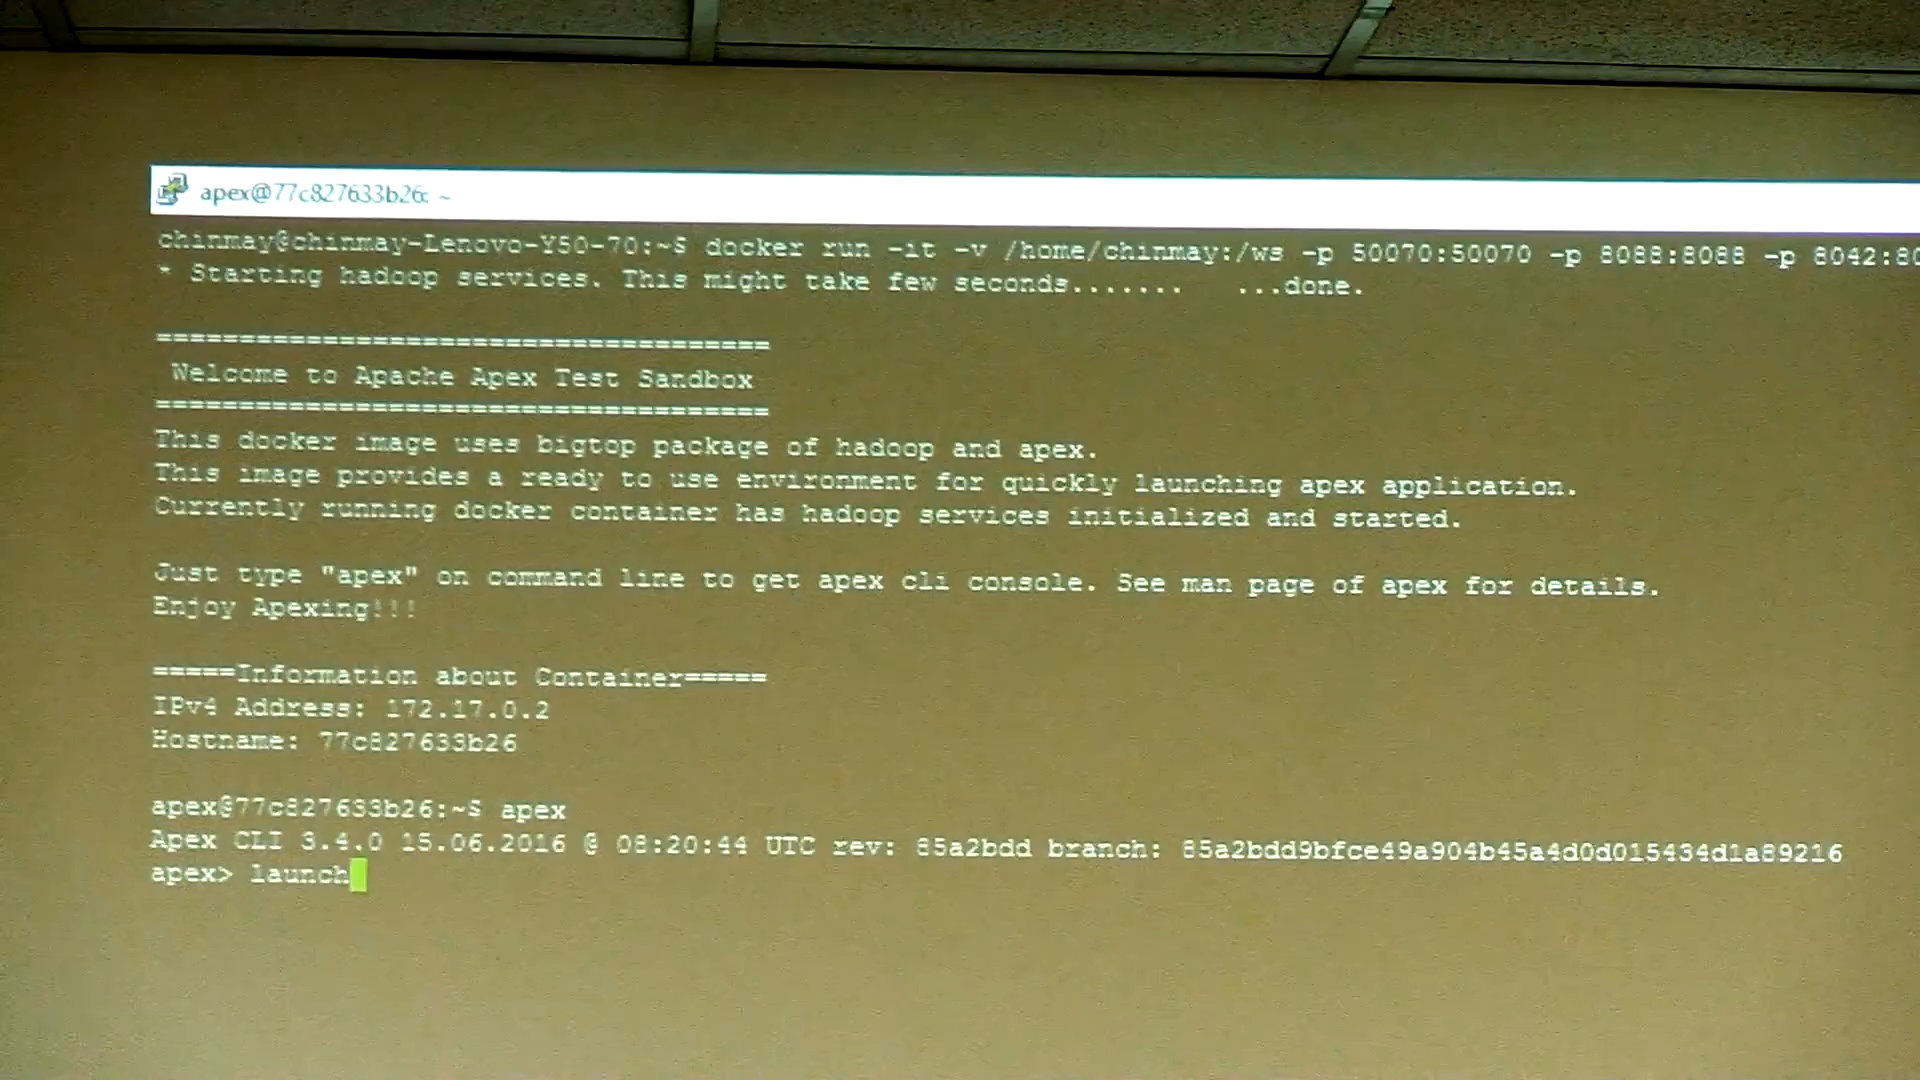 apex@77c827633b26: ~
chinmay@chinmay-Lenovo-Y50-70:~$ docker run -it -v /home/chinmay:/ws -p 50070:50070 -p 8088:8088 -p 8042:80
* Starting hadoop services. This might take few seconds....... ...done.
=====================================
Welcome to Apache Apex Test Sandbox
=====================================
This docker image uses bigtop package of hadoop and apex.
This image provides a ready to use environment for quickly launching apex application.
Currently running docker container has hadoop services initialized and started.
Just type "apex" on command line to get apex cli console. See man page of apex for details.
Enjoy Apexing!!!
=====Information about Container=====
IPv4 Address: 172.17.0.2
Hostname: 77c827633b26
apex@77c827633b26:~$ apex
Apex CLI 3.4.0 15.06.2016 @ 08:20:44 UTC rev: 85a2bdd branch: 85a2bdd9bfce49a904b45a4d0d015434d1a89216
apex> launch